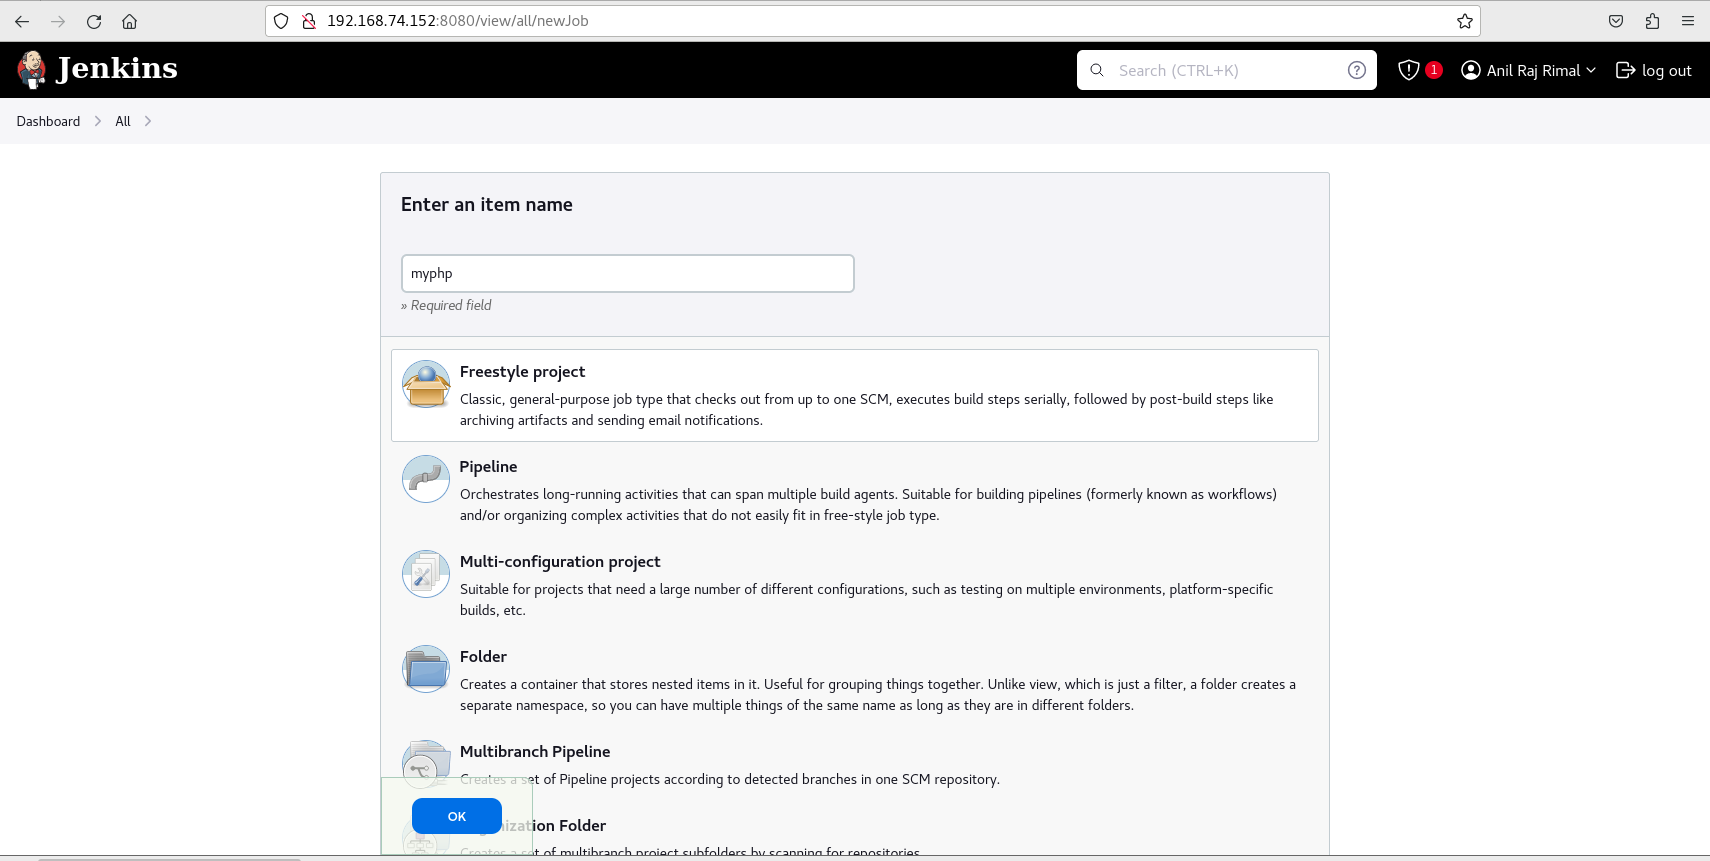 192.168.74.152:8080/view/all/newJob
Jenkins
Search (CTRL+K)
1
Anil Raj Rimal
log out
Dashboard
All
Enter an item name
myphp
» Required field
Freestyle project
Classic, general-purpose job type that checks out from up to one SCM, executes build steps serially, followed by post-build steps like
archiving artifacts and sending email notifications.
Pipeline
Orchestrates long-running activities that can span multiple build agents. Suitable for building pipelines (formerly known as workflows)
and/or organizing complex activities that do not easily fit in free-style job type.
Multi-configuration project
Suitable for projects that need a large number of different configurations, such as testing on multiple environments, platform-specific
builds, etc.
Folder
Creates a container that stores nested items in it. Useful for grouping things together. Unlike view, which is just a filter, a folder creates a
separate namespace, so you can have multiple things of the same name as long as they are in different folders.
Multibranch Pipeline
Creates a set of Pipeline projects according to detected branches in one SCM repository.
OK
Folder
Creates a set of multibranch project subfolders by scanning for repositories.